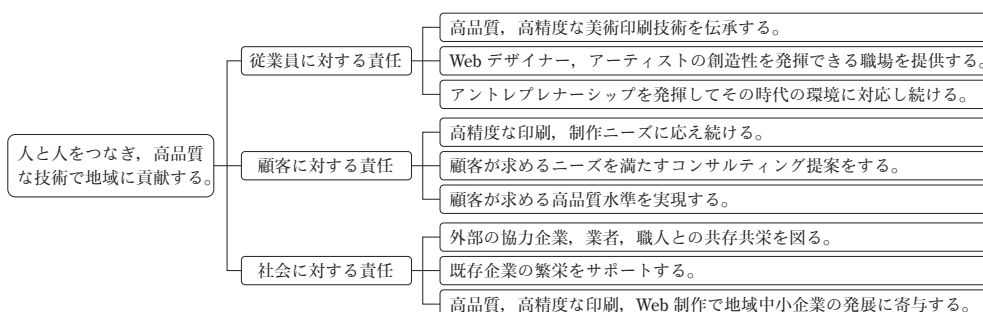 人と人をつなぎ，高品質
な技術で地域に貢献する。
従業員に対する責任
高品質，高精度な美術印刷技術を伝承する。
Web デザイナー，アーティストの創造性を発揮できる職場を提供する。
アントレプレナーシップを発揮してその時代の環境に対応し続ける。
顧客に対する責任
高精度な印刷，制作ニーズに応え続ける。
顧客が求めるニーズを満たすコンサルティング提案をする。
顧客が求める高品質水準を実現する。
社会に対する責任
外部の協力企業，業者，職人との共存共栄を図る。
既存企業の繁栄をサポートする。
高品質，高精度な印刷，Web 制作で地域中小企業の発展に寄与する。